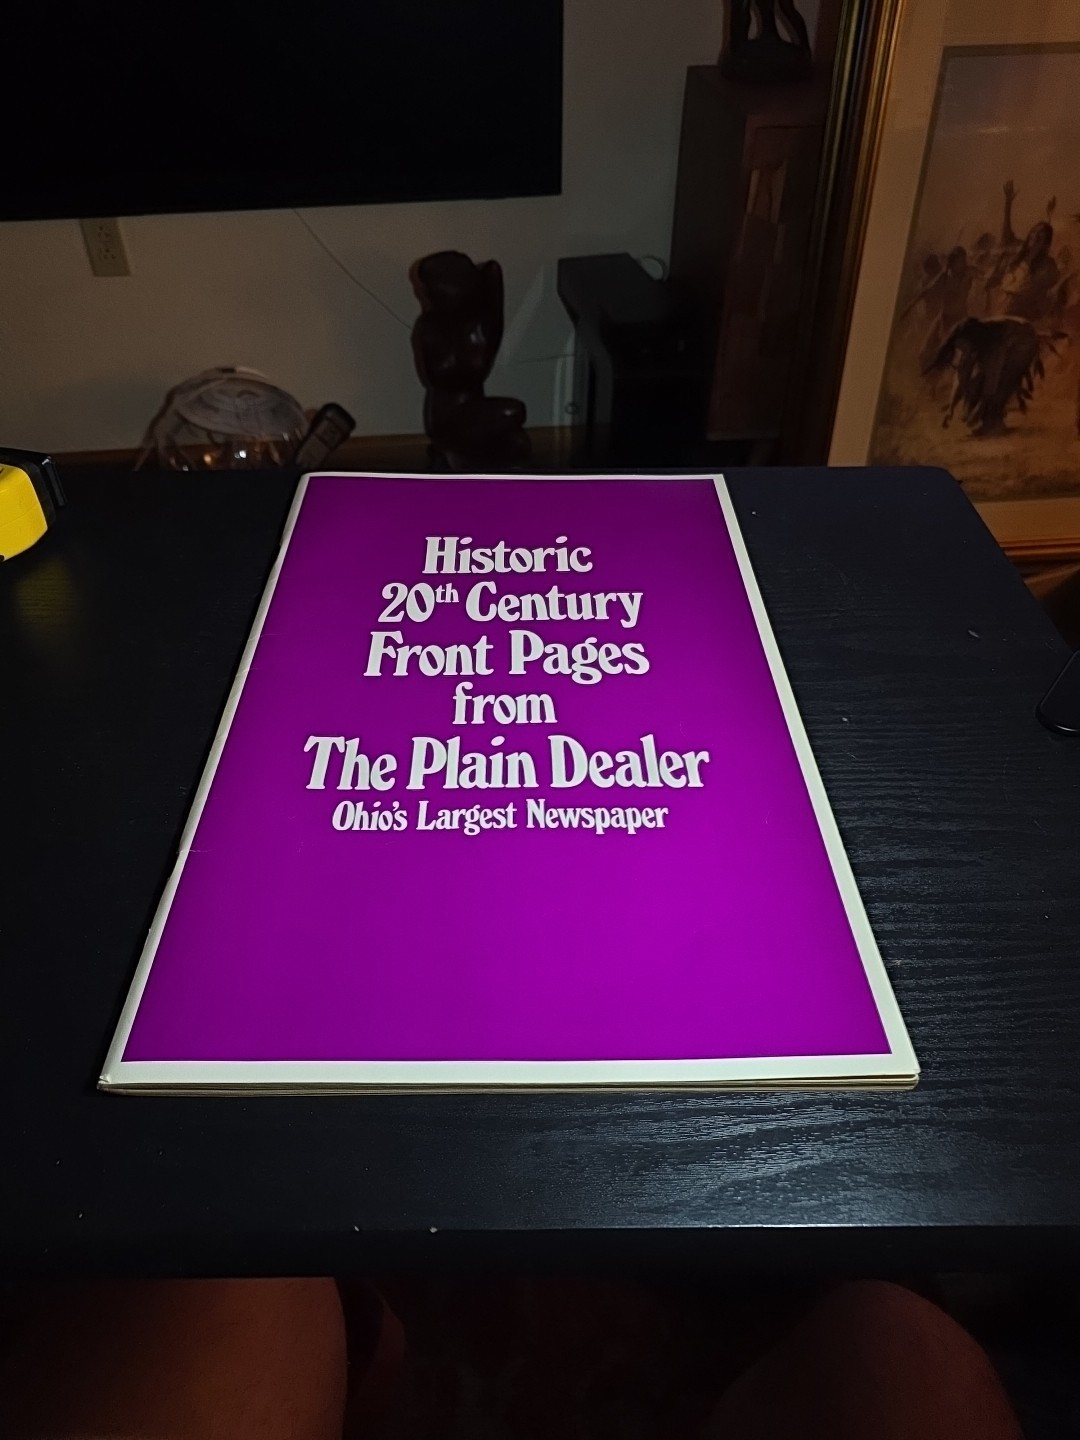 Historic
20th Century
Front Pages
from
The Plain Dealer
Ohio's Largest Newspaper